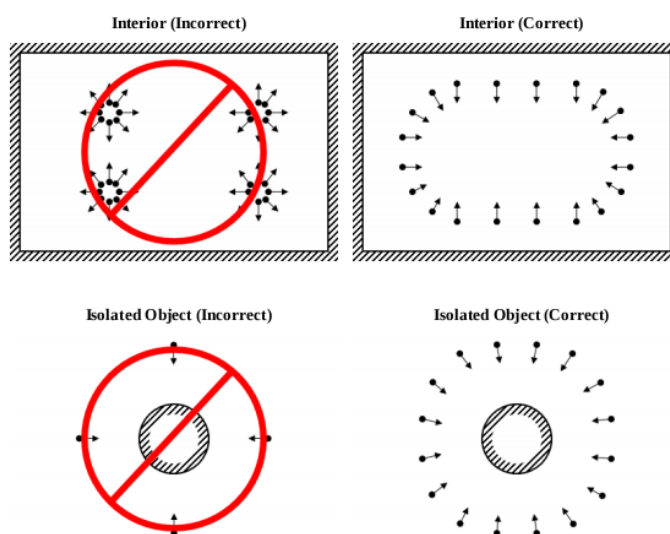 Interior (Incorrect)
Interior (Correct)
Isolated Object (Incorrect)
Isolated Object (Correct)